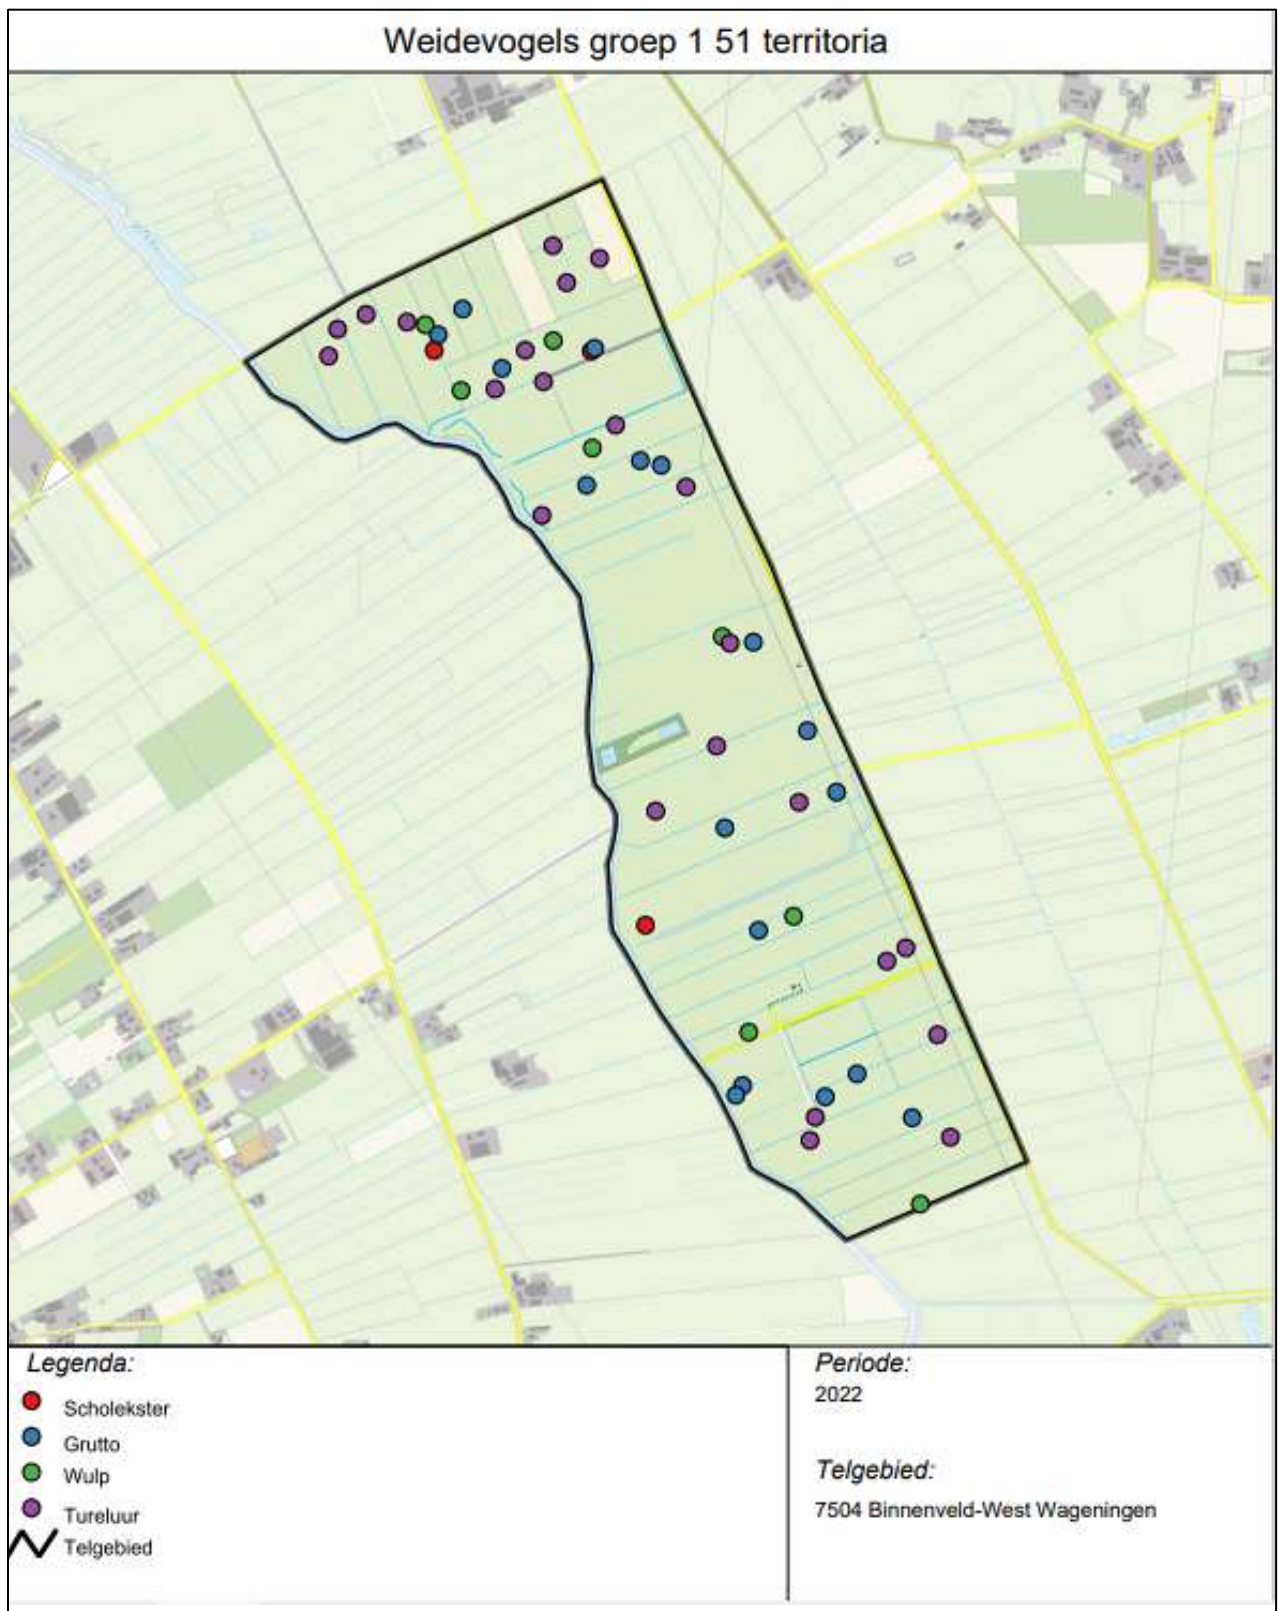 Weidevogels groep 1 51 territoria
Legenda:
Scholekster
Grutto
Wulp
Tureluur
Telgebied
Periode:
2022
Telgebied:
7504 Binnenveld-West Wageningen